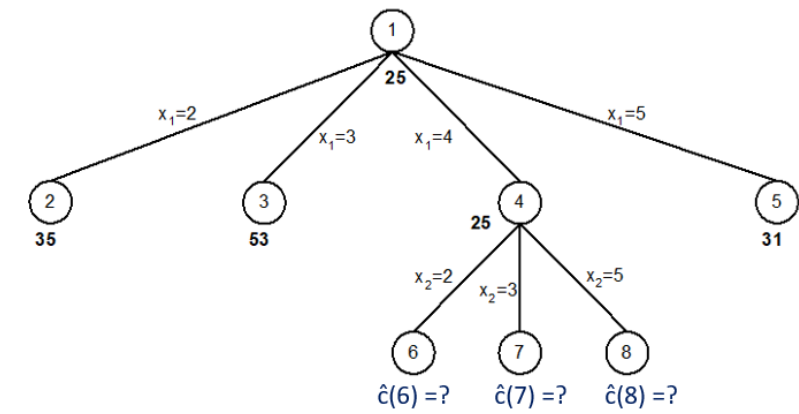 1
25
x₁=2
x₁=3
x₁=4
x₁=5
2
3
4
5
35
53
25
31
x₂=2
x₂=3
x₂=5
6
7
8
ĉ(6) =?
ĉ(7) =?
ĉ(8) =?